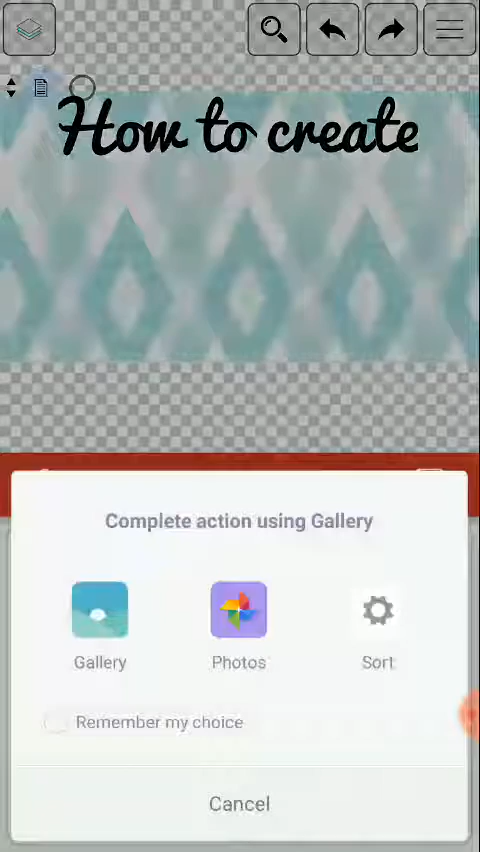 How to create
Complete action using Gallery
Gallery
Photos
Sort
Remember my choice
Cancel